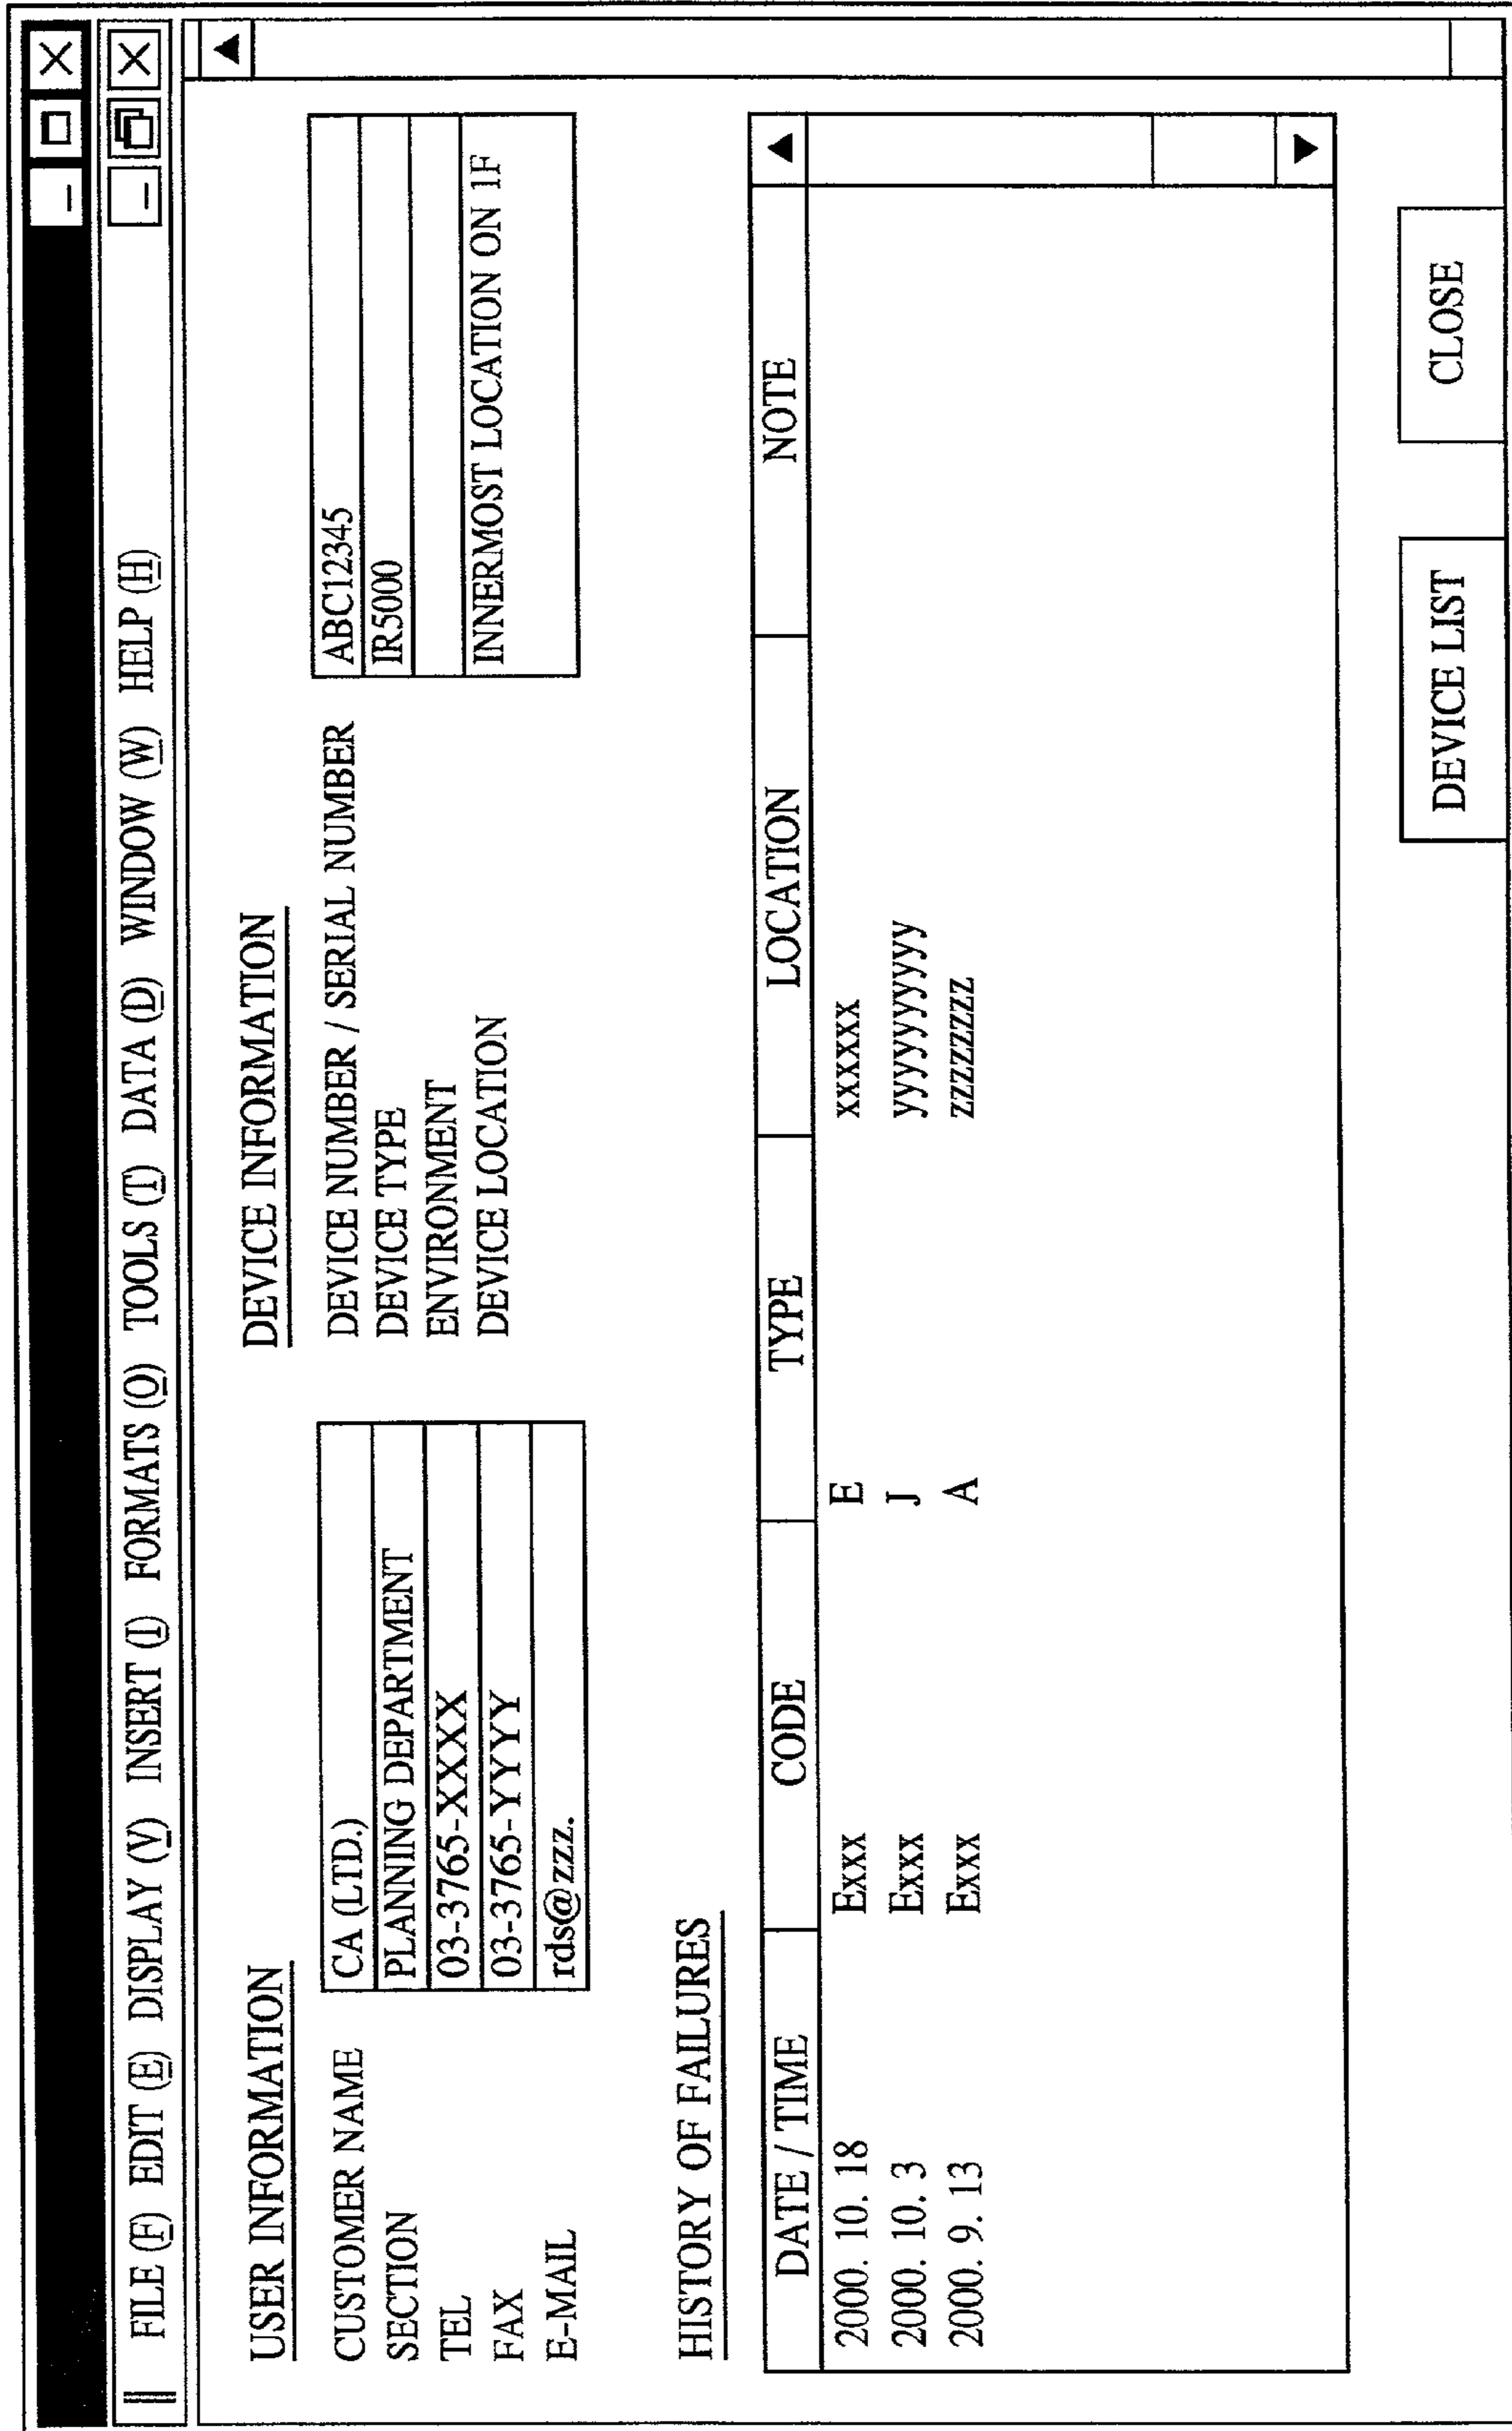 FILE (F) EDIT (E) DISPLAY (V) INSERT (I) FORMATS (O) TOOLS (T) DATA (D) WINDOW (W) HELP (H)
USER INFORMATION
CUSTOMER NAME CA (LTD.)
SECTION PLANNING DEPARTMENT
TEL 03-3765-XXXX
FAX 03-3765-YYYY
E-MAIL rds@zzz.
DEVICE INFORMATION
DEVICE NUMBER / SERIAL NUMBER ABC12345
DEVICE TYPE IR5000
ENVIRONMENT
DEVICE LOCATION INNERMOST LOCATION ON 1F
HISTORY OF FAILURES
DATE / TIME CODE TYPE LOCATION NOTE
2000. 10. 18 Exxx E xxxxxx
2000. 10. 3 Exxx J yyyyyyyyyy
2000. 9. 13 Exxx A zzzzzzzz
DEVICE LIST CLOSE